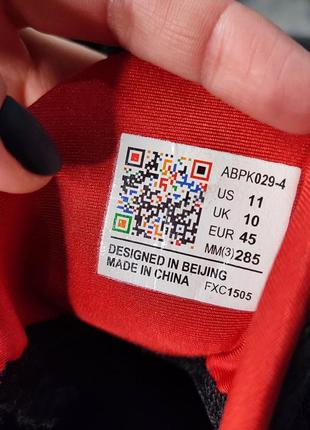 ABPK029-4
US 11
UK 10
EUR 45
MM(3) 285
DESIGNED IN BEIJING
MADE IN CHINA FXC1505